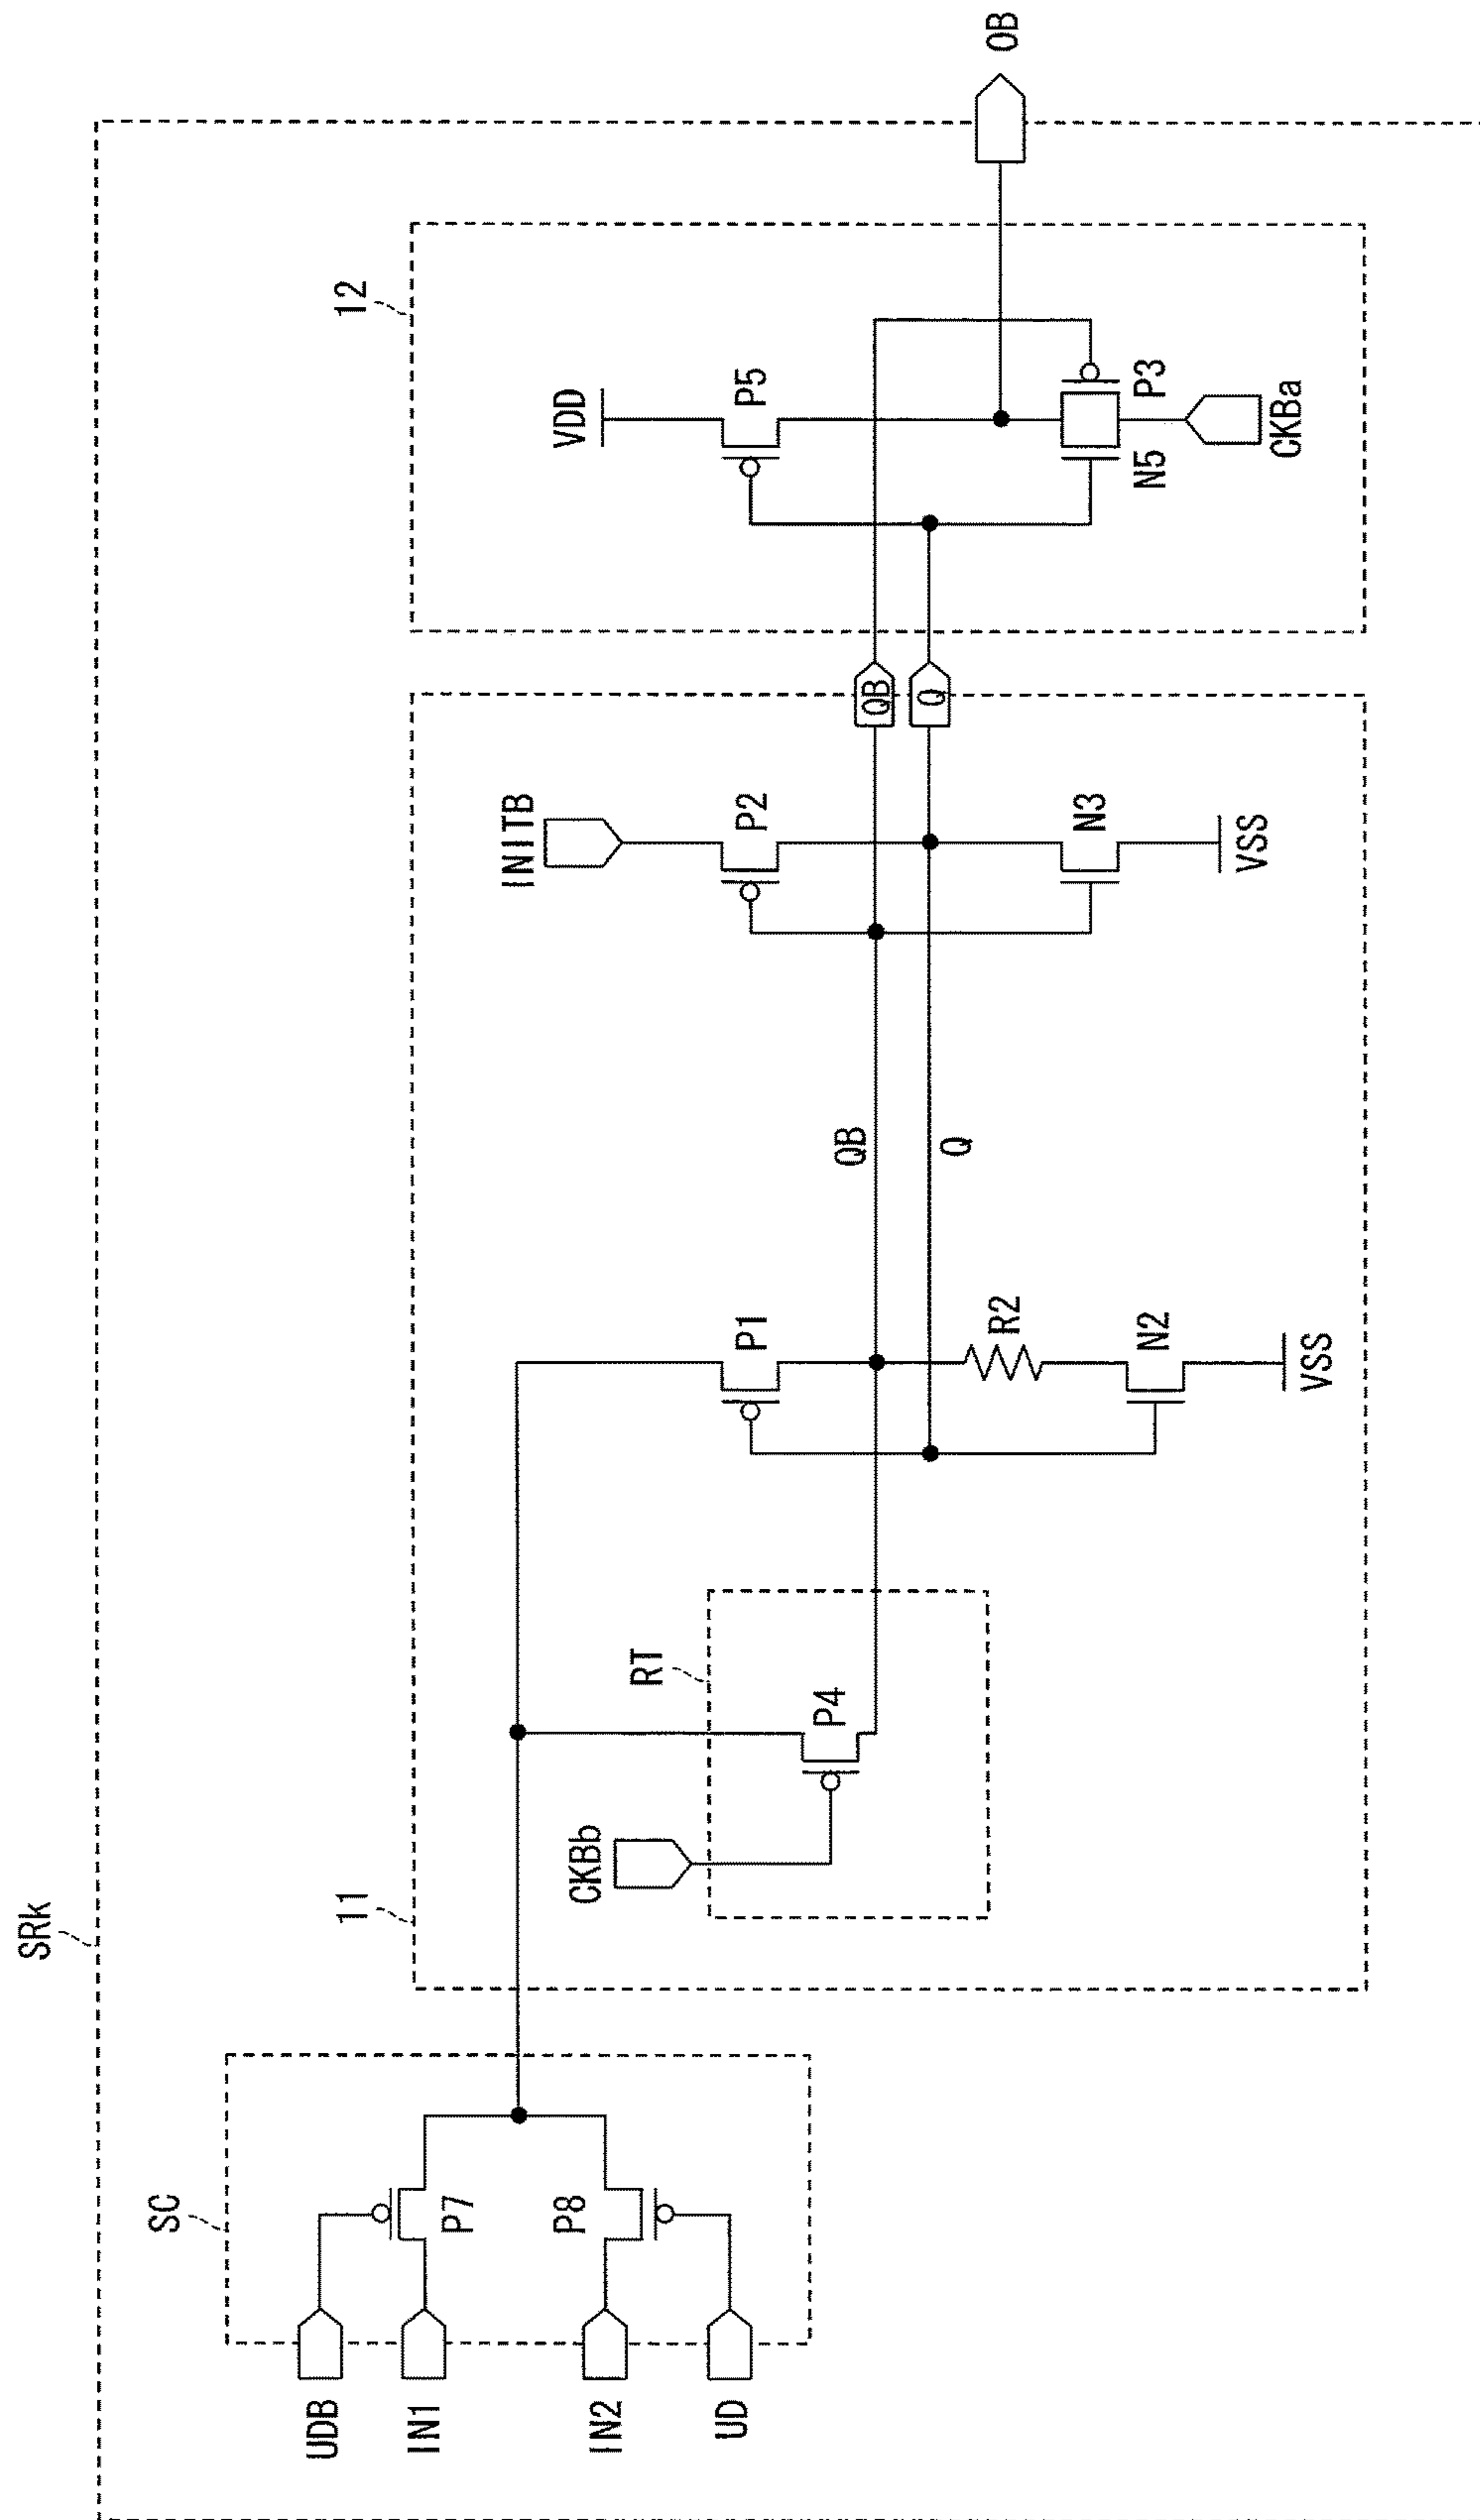 SRk
SC
UDB
IN1
P7
IN2
P8
UD
11
CKBb
RT
P4
P1
R2
N2
VSS
QB
Q
INITB
P2
N3
VSS
QB
Q
12
VDD
P5
N5
P3
CKBa
OB